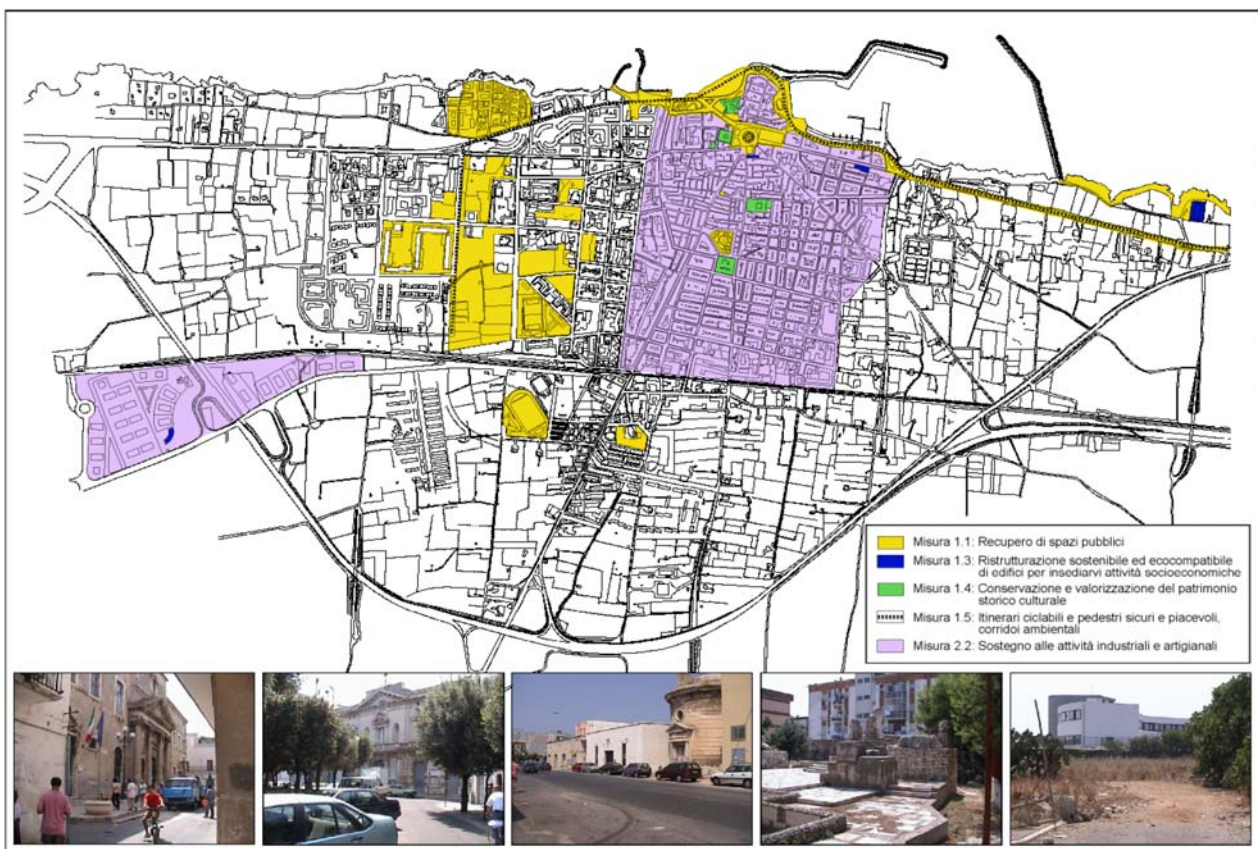 Misura 1.1: Recupero di spazi pubblici
Misura 1.3: Ristrutturazione sostenibile ed ecocompatibile
di edifici per insediarvi attività socioeconomiche
Misura 1.4: Conservazione e valorizzazione del patrimonio
storico culturale
Misura 1.5: Itinerari ciclabili e pedestri sicuri e piacevoli,
corridoi ambientali
Misura 2.2: Sostegno alle attività industriali e artigianali